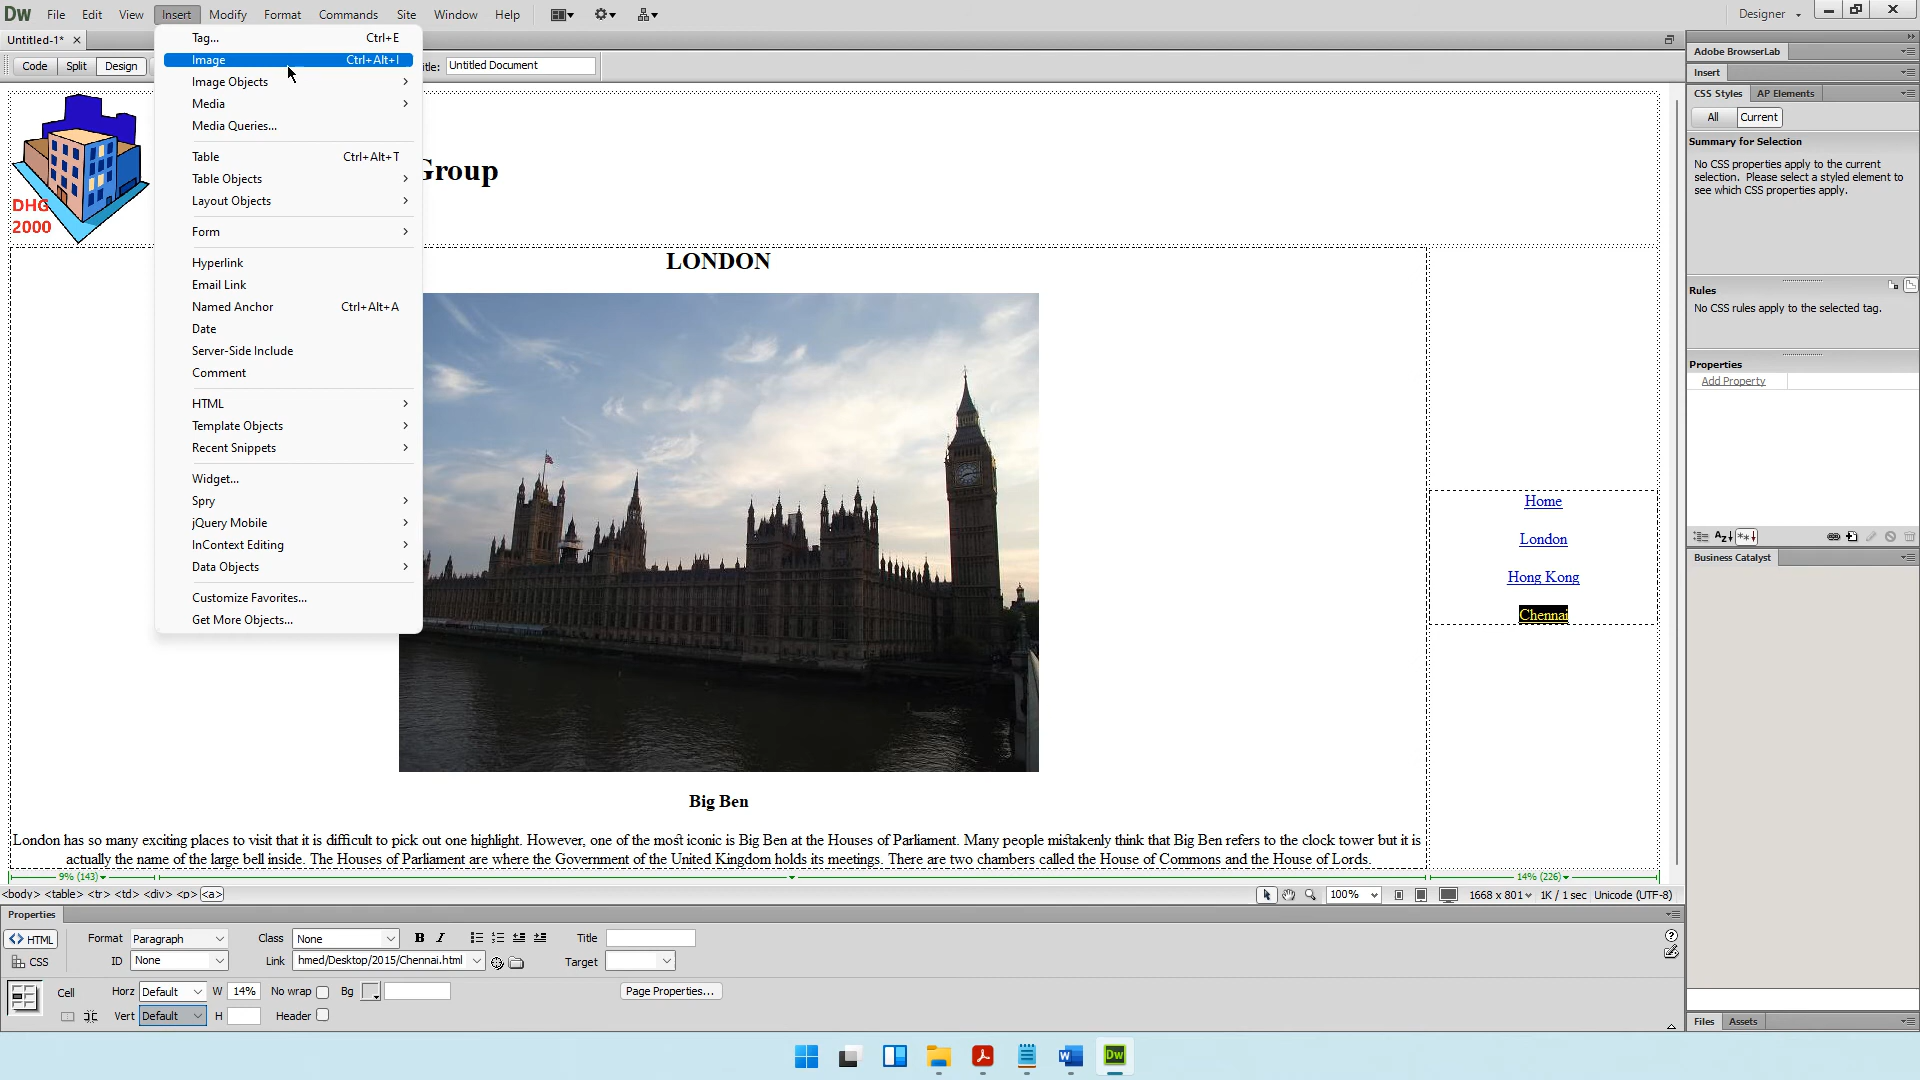 Dw File Edit View Insert Modify Format Commands Site Window Help Designer
Untitled-1*
Code Split Design itle: Untitled Document
Tag... Ctrl+E
Image Ctrl+Alt+I
Image Objects
Media
Media Queries...
Table Ctrl+Alt+T
Table Objects
Layout Objects
Form
Hyperlink
Email Link
Named Anchor Ctrl+Alt+A
Date
Server-Side Include
Comment
HTML
Template Objects
Recent Snippets
Widget...
Spry
jQuery Mobile
InContext Editing
Data Objects
Customize Favorites...
Get More Objects...
DHG
2000
Group
LONDON
Big Ben
London has so many exciting places to visit that it is difficult to pick out one highlight. However, one of the most iconic is Big Ben at the Houses of Parliament. Many people mistakenly think that Big Ben refers to the clock tower but it is
actually the name of the large bell inside. The Houses of Parliament are where the Government of the United Kingdom holds its meetings. There are two chambers called the House of Commons and the House of Lords.
Home
London
Hong Kong
Chennai
9% (143) 14% (226)
<body> <table> <tr> <td> <div> <p> <a> 100% 1668 x 801 1K / 1 sec Unicode (UTF-8)
Properties
HTML Format Paragraph Class None B I Title
CSS ID None Link hmed/Desktop/2015/Chennai.html Target
Cell Horz Default W 14% No wrap Bg Page Properties...
Vert Default H Header
Adobe BrowserLab
Insert
CSS Styles AP Elements
All Current
Summary for Selection
No CSS properties apply to the current
selection. Please select a styled element to
see which CSS properties apply.
Rules
No CSS rules apply to the selected tag.
Properties
Add Property
Business Catalyst
Files Assets
Dw